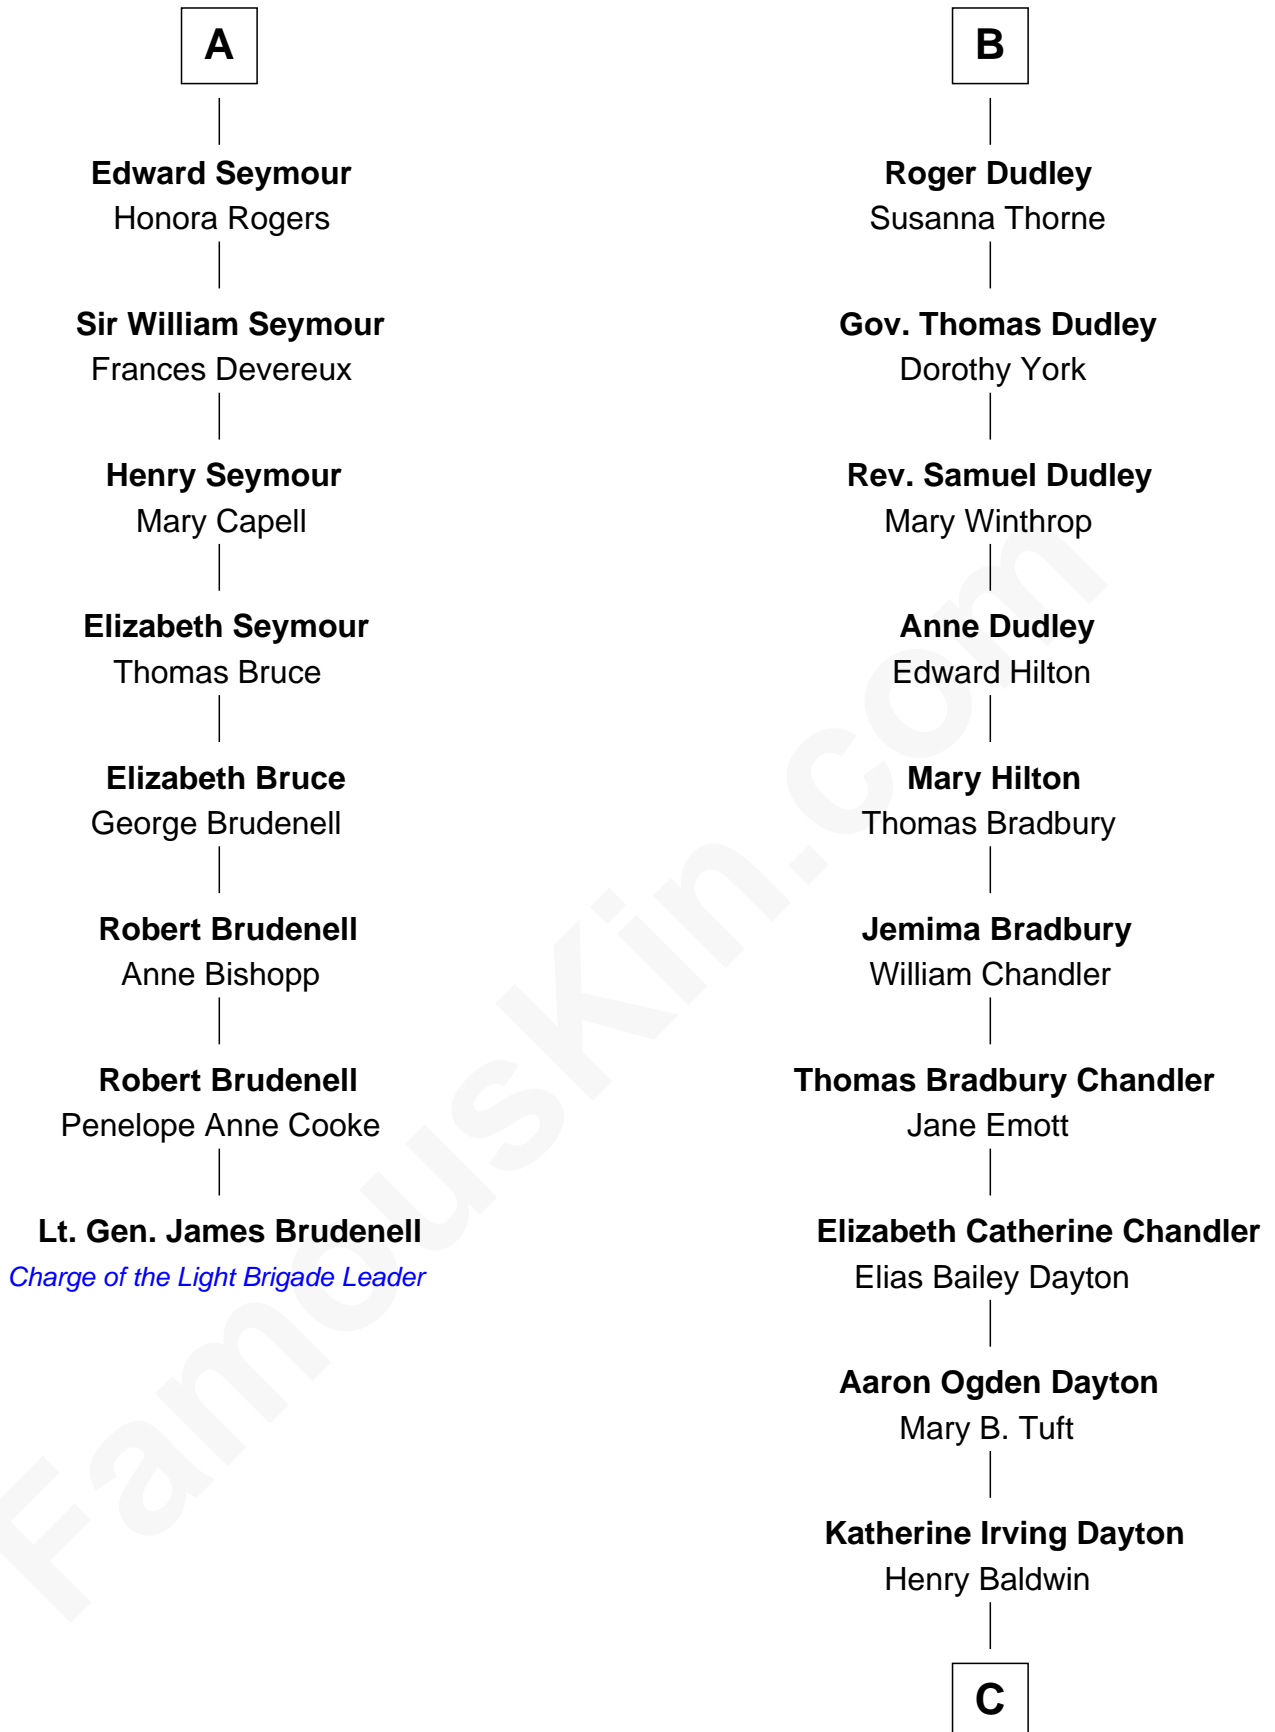 A
Edward Seymour
Honora Rogers
Sir William Seymour
Frances Devereux
Henry Seymour
Mary Capell
Elizabeth Seymour
Thomas Bruce
Elizabeth Bruce
George Brudenell
Robert Brudenell
Anne Bishopp
Robert Brudenell
Penelope Anne Cooke
Lt. Gen. James Brudenell
Charge of the Light Brigade Leader
B
Roger Dudley
Susanna Thorne
Gov. Thomas Dudley
Dorothy York
Rev. Samuel Dudley
Mary Winthrop
Anne Dudley
Edward Hilton
Mary Hilton
Thomas Bradbury
Jemima Bradbury
William Chandler
Thomas Bradbury Chandler
Jane Emott
Elizabeth Catherine Chandler
Elias Bailey Dayton
Aaron Ogden Dayton
Mary B. Tuft
Katherine Irving Dayton
Henry Baldwin
C
FamousKin.com